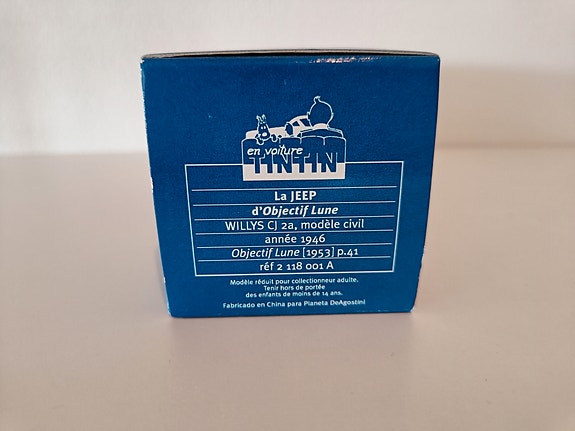 en voiture
TINTIN
La JEEP
d'Objectif Lune
WILLYS CJ 2a, modèle civil
année 1946
Objectif Lune [1953] p.41
réf 2 118 001 A
Modèle réduit pour collectionneur adulte.
Tenir hors de portée
des enfants de moins de 14 ans.
Fabricado en China para Planeta DeAgostini